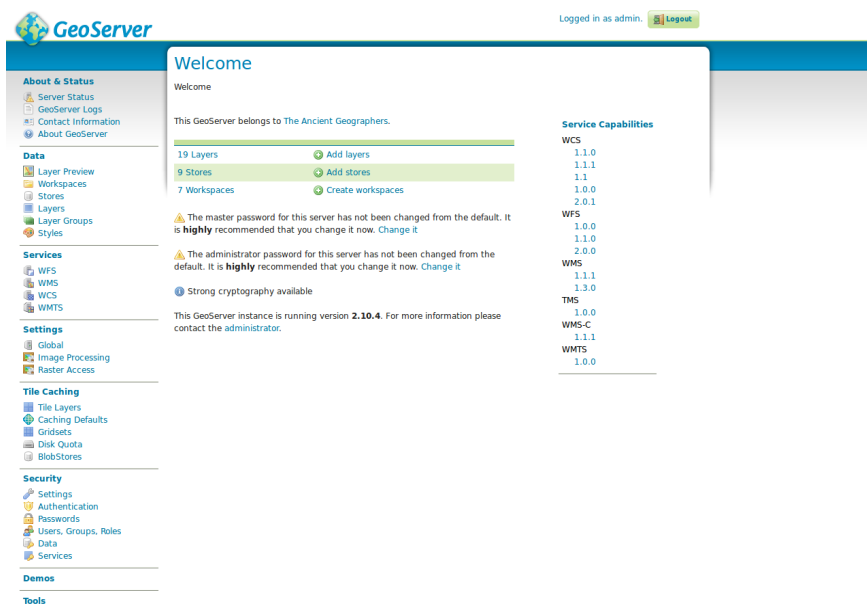 GeoServer
Logged in as admin.
Logout
About & Status
Server Status
GeoServer Logs
Contact Information
About GeoServer
Data
Layer Preview
Workspaces
Stores
Layers
Layer Groups
Styles
Services
WFS
WMS
WCS
WMTS
Settings
Global
Image Processing
Raster Access
Tile Caching
Tile Layers
Caching Defaults
Gridsets
Disk Quota
BlobStores
Security
Settings
Authentication
Passwords
Users, Groups, Roles
Data
Services
Demos
Tools
Welcome
Welcome
This GeoServer belongs to The Ancient Geographers.
19 Layers Add layers
9 Stores Add stores
7 Workspaces Create workspaces
The master password for this server has not been changed from the default. It
is highly recommended that you change it now. Change it
The administrator password for this server has not been changed from the
default. It is highly recommended that you change it now. Change it
Strong cryptography available
This GeoServer instance is running version 2.10.4. For more information please
contact the administrator.
Service Capabilities
WCS
1.1.0
1.1.1
1.1
1.0.0
2.0.1
WFS
1.0.0
1.1.0
2.0.0
WMS
1.1.1
1.3.0
TMS
1.0.0
WMS-C
1.1.1
WMTS
1.0.0